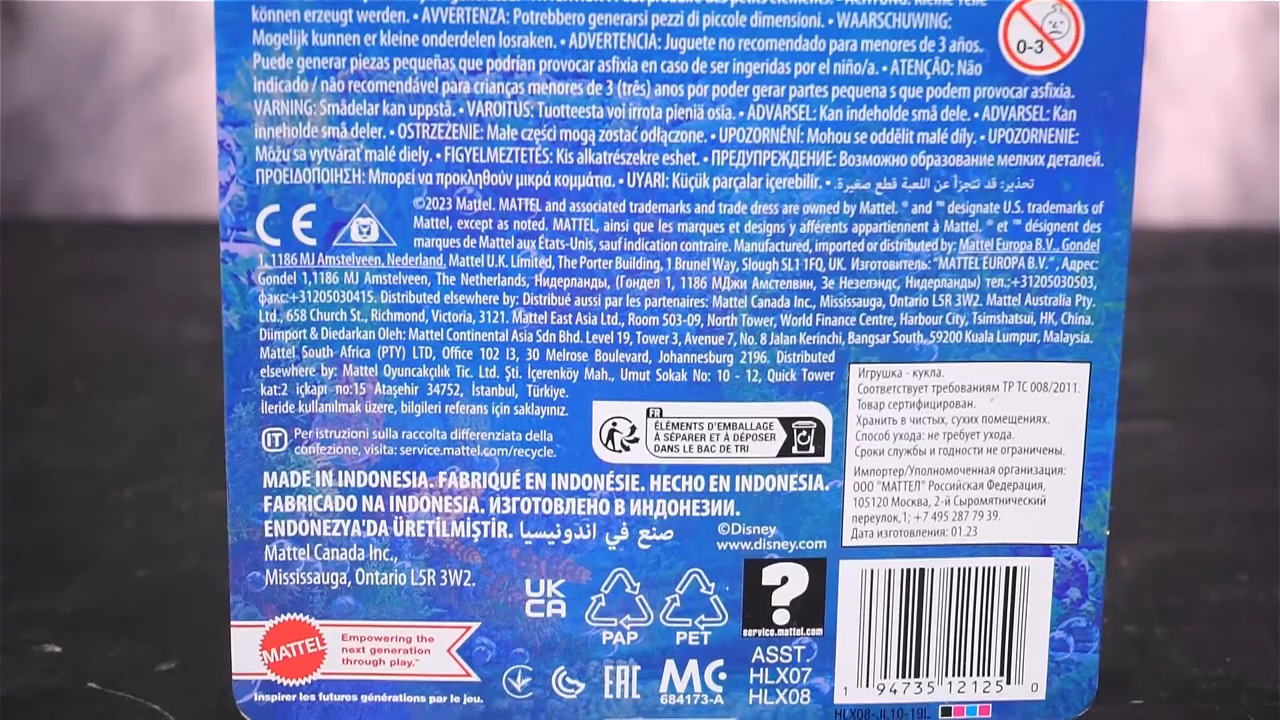 können erzeugt werden. • AVVERTENZA: Potrebbero generarsi pezzi di piccole dimensioni. • WAARSCHUWING:
0-3
Mogelijk kunnen er kleine onderdelen losraken. • ADVERTENCIA: Juguete no recomendado para menores de 3 años.
Puede generar piezas pequeñas que podrían provocar asfixia en caso de ser ingeridas por el niño/a. • ATENÇÃO: Não
indicado / não recomendável para crianças menores de 3 (três) anos por poder gerar partes pequena s que podem provocar asfixia.
VARNING: Smådelar kan uppstå. • VAROITUS: Tuotteesta voi irrota pieniä osia. • ADVARSEL: Kan indeholde små dele. • ADVARSEL: Kan
inneholde små deler. • OSTRZEŻENIE: Małe części mogą zostać odłączone. • UPOZORNĚNÍ: Mohou se oddělit malé díly. • UPOZORNENIE:
Môžu sa vytvárať malé diely. • FIGYELMEZTETÉS: Kis alkatrészekre eshet. • ПРЕДУПРЕЖДЕНИЕ: Возможно образование мелких деталей.
ΠΡΟΕΙΔΟΠΟΙΗΣΗ: Μπορεί να προκληθούν μικρά κομμάτια. • UYARI: Küçük parçalar içerebilir. • تحذير: قد تتجزأ عن اللعبة قطع صغيرة.
CE
©2023 Mattel. MATTEL and associated trademarks and trade dress are owned by Mattel. ® and ™ designate U.S. trademarks of
Mattel, except as noted. MATTEL, ainsi que les marques et designs y afférents appartiennent à Mattel. ® et ™ désignent des
marques de Mattel aux États-Unis, sauf indication contraire. Manufactured, imported or distributed by: Mattel Europa B.V., Gondel
1, 1186 MJ Amstelveen, Nederland. Mattel U.K. Limited, The Porter Building, 1 Brunel Way, Slough SL1 1FQ, UK. Изготовитель: "MATTEL EUROPA B.V.", Адрес:
Gondel 1,1186 MJ Amstelveen, The Netherlands, Нидерланды, (Гондел 1, 1186 МДжи Амстелвин, Зе Незелэндс, Нидерланды) тел.:+31205030503,
факс:+31205030415. Distributed elsewhere by: Distribué aussi par les partenaires: Mattel Canada Inc., Mississauga, Ontario L5R 3W2. Mattel Australia Pty.
Ltd., 658 Church St., Richmond, Victoria, 3121. Mattel East Asia Ltd., Room 503-09, North Tower, World Finance Centre, Harbour City, Tsimshatsui, HK, China.
Diimport & Diedarkan Oleh: Mattel Continental Asia Sdn Bhd. Level 19, Tower 3, Avenue 7, No. 8 Jalan Kerinchi, Bangsar South, 59200 Kuala Lumpur, Malaysia.
Mattel South Africa (PTY) LTD, Office 102 I3, 30 Melrose Boulevard, Johannesburg 2196. Distributed
elsewhere by: Mattel Oyuncakçılık Tic. Ltd. Şti. İçerenköy Mah., Umut Sokak No: 10 - 12, Quick Tower
kat:2 içkapı no:15 Ataşehir 34752, İstanbul, Türkiye.
İleride kullanılmak üzere, bilgileri referans için saklayınız.
IT Per istruzioni sulla raccolta differenziata della
confezione, visita: service.mattel.com/recycle.
FR
ÉLÉMENTS D'EMBALLAGE
À SÉPARER ET À DÉPOSER
DANS LE BAC DE TRI
Игрушка - кукла.
Соответствует требованиям ТР ТС 008/2011.
Товар сертифицирован.
Хранить в чистых, сухих помещениях.
Способ ухода: не требует ухода.
Сроки службы и годности не ограничены.
Импортер/Уполномоченная организация:
ООО "МАТТЕЛ" Российская Федерация,
105120 Москва, 2-й Сыромятнический
переулок,1; +7 495 287 79 39.
Дата изготовления: 01.23
MADE IN INDONESIA. FABRIQUÉ EN INDONÉSIE. HECHO EN INDONESIA.
FABRICADO NA INDONESIA. ИЗГОТОВЛЕНО В ИНДОНЕЗИИ.
ENDONEZYA'DA ÜRETİLMİŞTİR. صنع في اندونيسيا
©Disney
www.disney.com
Mattel Canada Inc.,
Mississauga, Ontario L5R 3W2.
UK
CA
PAP
PET
?
service.mattel.com
MATTEL
Empowering the
next generation
through play.™
Inspirer les futures générations par le jeu.
EAC
MC
684173-A
ASST.
HLX07
HLX08
1 94735 12125 0
HLX08-JL10-19L